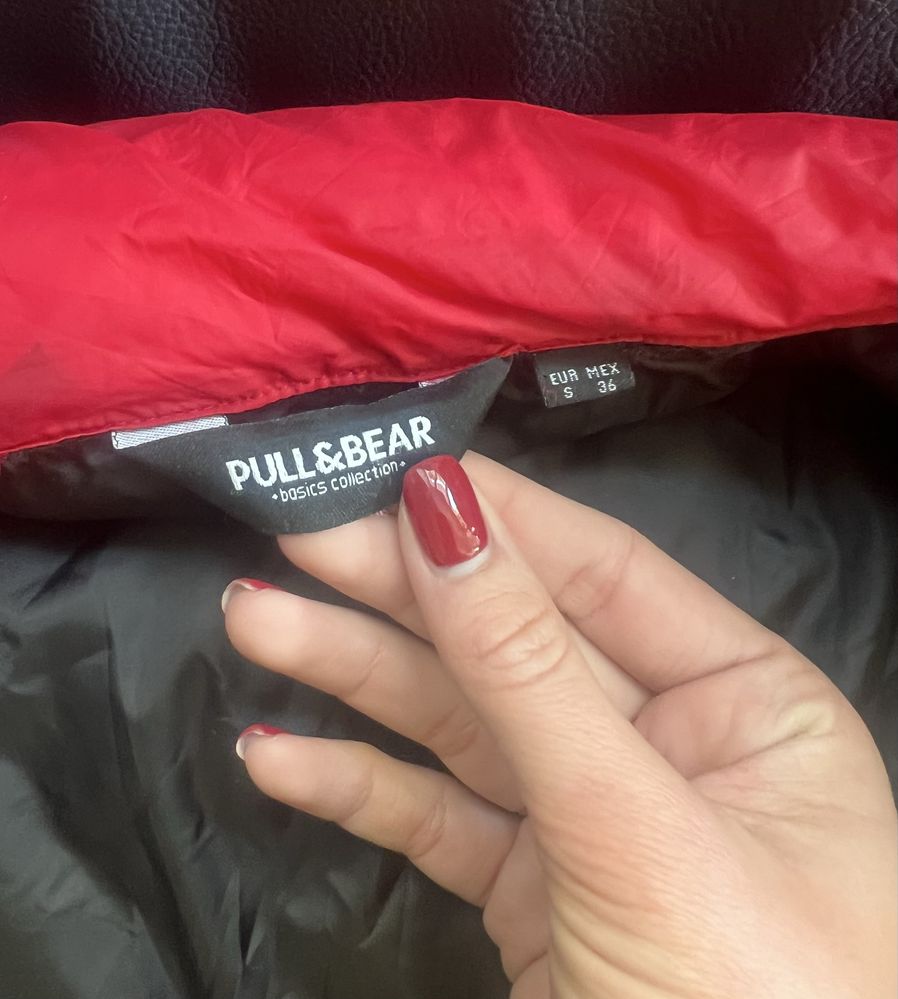 PULL&BEAR
•basics collection•
EUR MEX
S 36